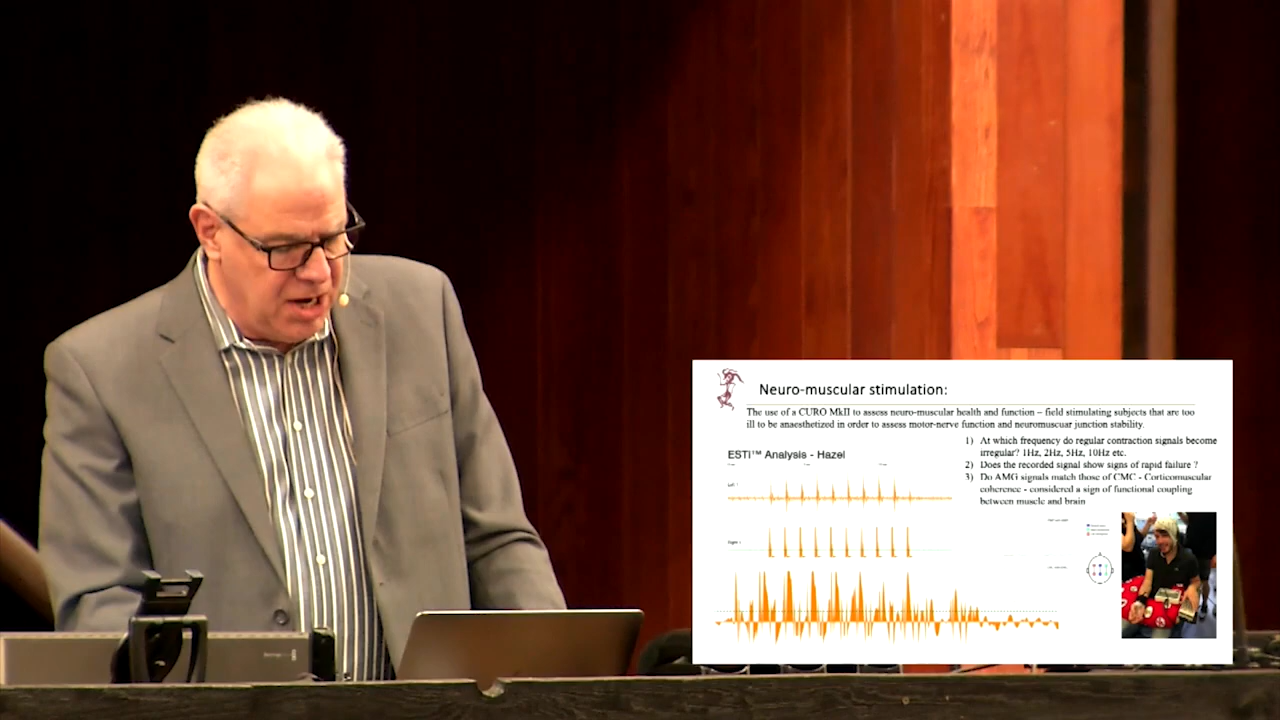 Neuro-muscular stimulation:
The use of a CURO MkII to assess neuro-muscular health and function – field stimulating subjects that are too
ill to be anaesthetized in order to assess motor-nerve function and neuromuscuar junction stability.
1) At which frequency do regular contraction signals become
irregular? 1Hz, 2Hz, 5Hz, 10Hz etc.
2) Does the recorded signal show signs of rapid failure ?
3) Do AMG signals match those of CMC - Corticomuscular
coherence - considered a sign of functional coupling
between muscle and brain
ESTi™ Analysis - Hazel